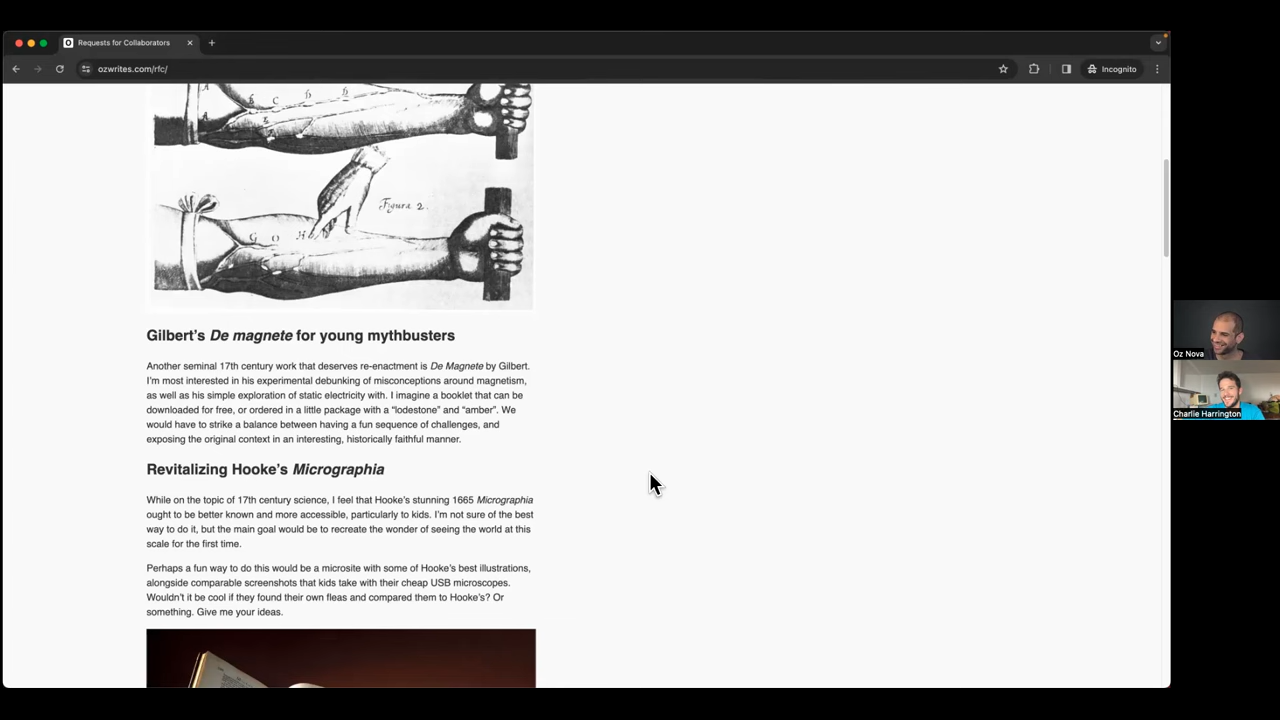 Requests for Collaborators
ozwrites.com/rfc/
Incognito
Figura 2.
G O H
Gilbert's De magnete for young mythbusters
Another seminal 17th century work that deserves re-enactment is De Magnete by Gilbert.
I'm most interested in his experimental debunking of misconceptions around magnetism,
as well as his simple exploration of static electricity with. I imagine a booklet that can be
downloaded for free, or ordered in a little package with a “lodestone” and “amber”. We
would have to strike a balance between having a fun sequence of challenges, and
exposing the original context in an interesting, historically faithful manner.
Revitalizing Hooke's Micrographia
While on the topic of 17th century science, I feel that Hooke's stunning 1665 Micrographia
ought to be better known and more accessible, particularly to kids. I'm not sure of the best
way to do it, but the main goal would be to recreate the wonder of seeing the world at this
scale for the first time.
Perhaps a fun way to do this would be a microsite with some of Hooke's best illustrations,
alongside comparable screenshots that kids take with their cheap USB microscopes.
Wouldn't it be cool if they found their own fleas and compared them to Hooke's? Or
something. Give me your ideas.
Oz Nova
Charlie Harrington